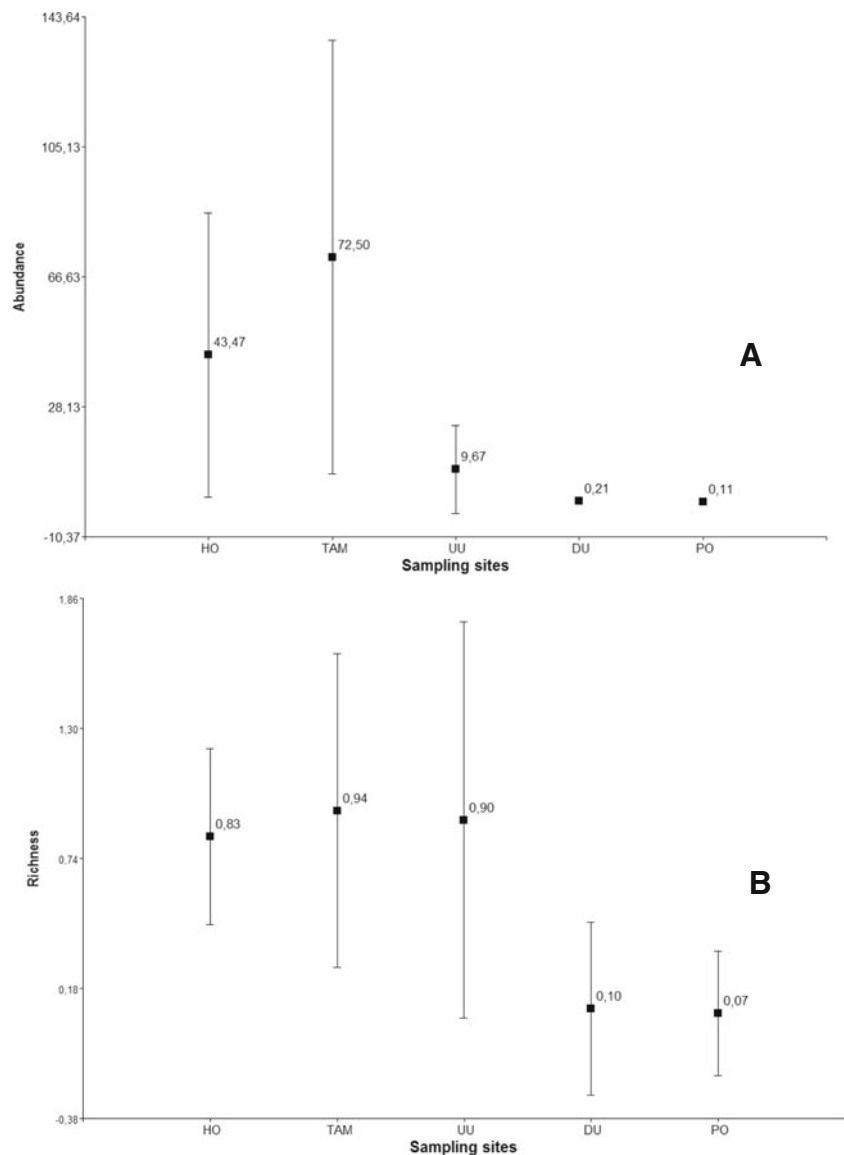 143,64
105,13
66,63
28,13
-10,37
Abundance
43,47
72,50
9,67
0,21
0,11
A
HO TAM UU DU PO
Sampling sites
1,86
1,30
0,74
0,18
-0,38
Richness
0,83
0,94
0,90
0,10
0,07
B
HO TAM UU DU PO
Sampling sites